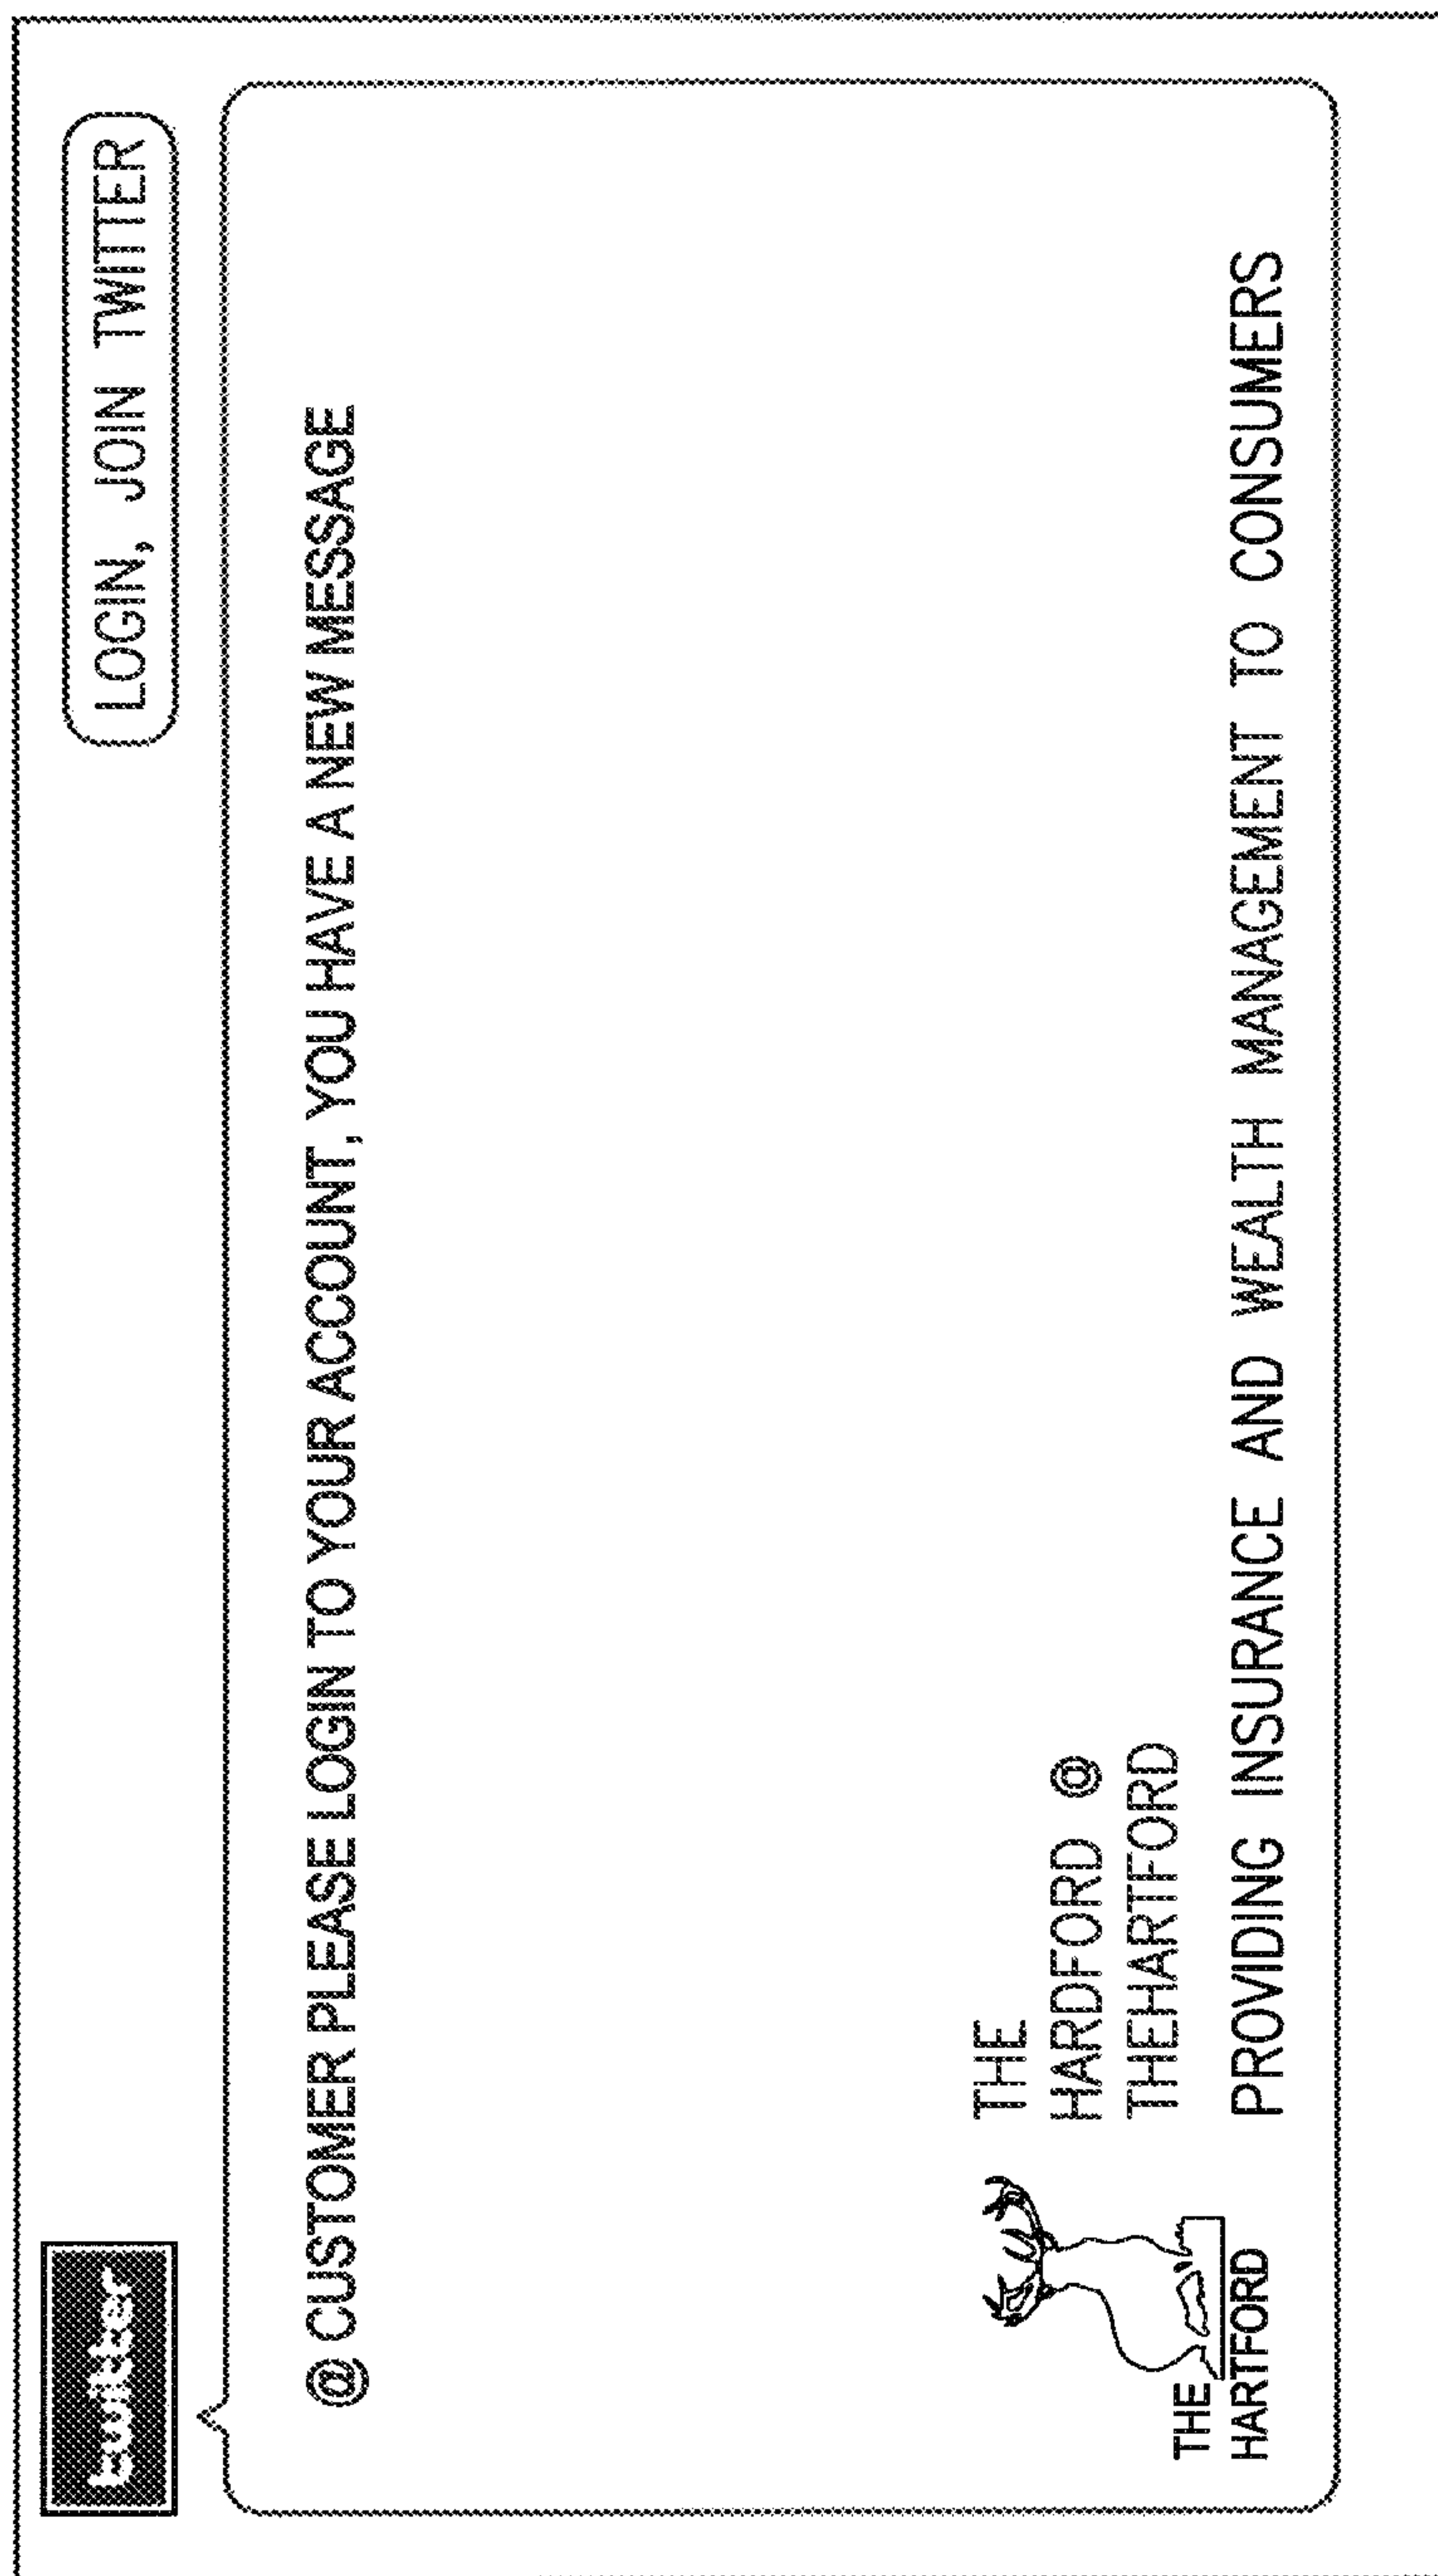 twitter
LOGIN, JOIN TWITTER
@ CUSTOMER PLEASE LOGIN TO YOUR ACCOUNT, YOU HAVE A NEW MESSAGE
THE
HARDFORD @
THEHARTFORD
THE
HARTFORD
PROVIDING INSURANCE AND WEALTH MANAGEMENT TO CONSUMERS